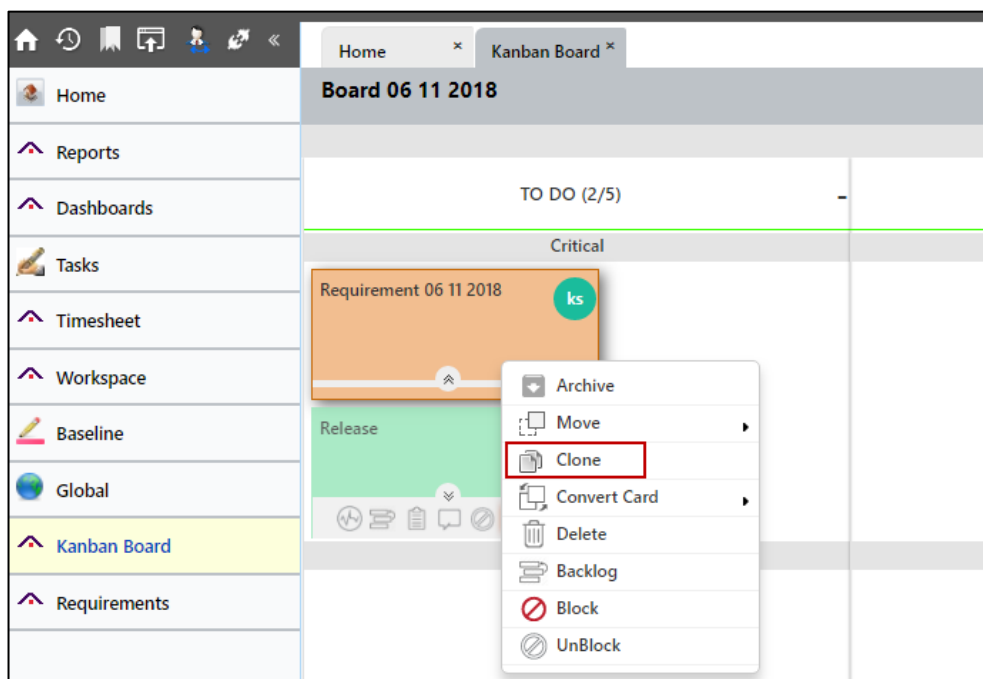 Home
Kanban Board
Home
Board 06 11 2018
Reports
Dashboards
TO DO (2/5)
Critical
Tasks
Requirement 06 11 2018
ks
Timesheet
Workspace
Archive
Move
Baseline
Release
Clone
Global
Convert Card
Delete
Kanban Board
Backlog
Requirements
Block
UnBlock